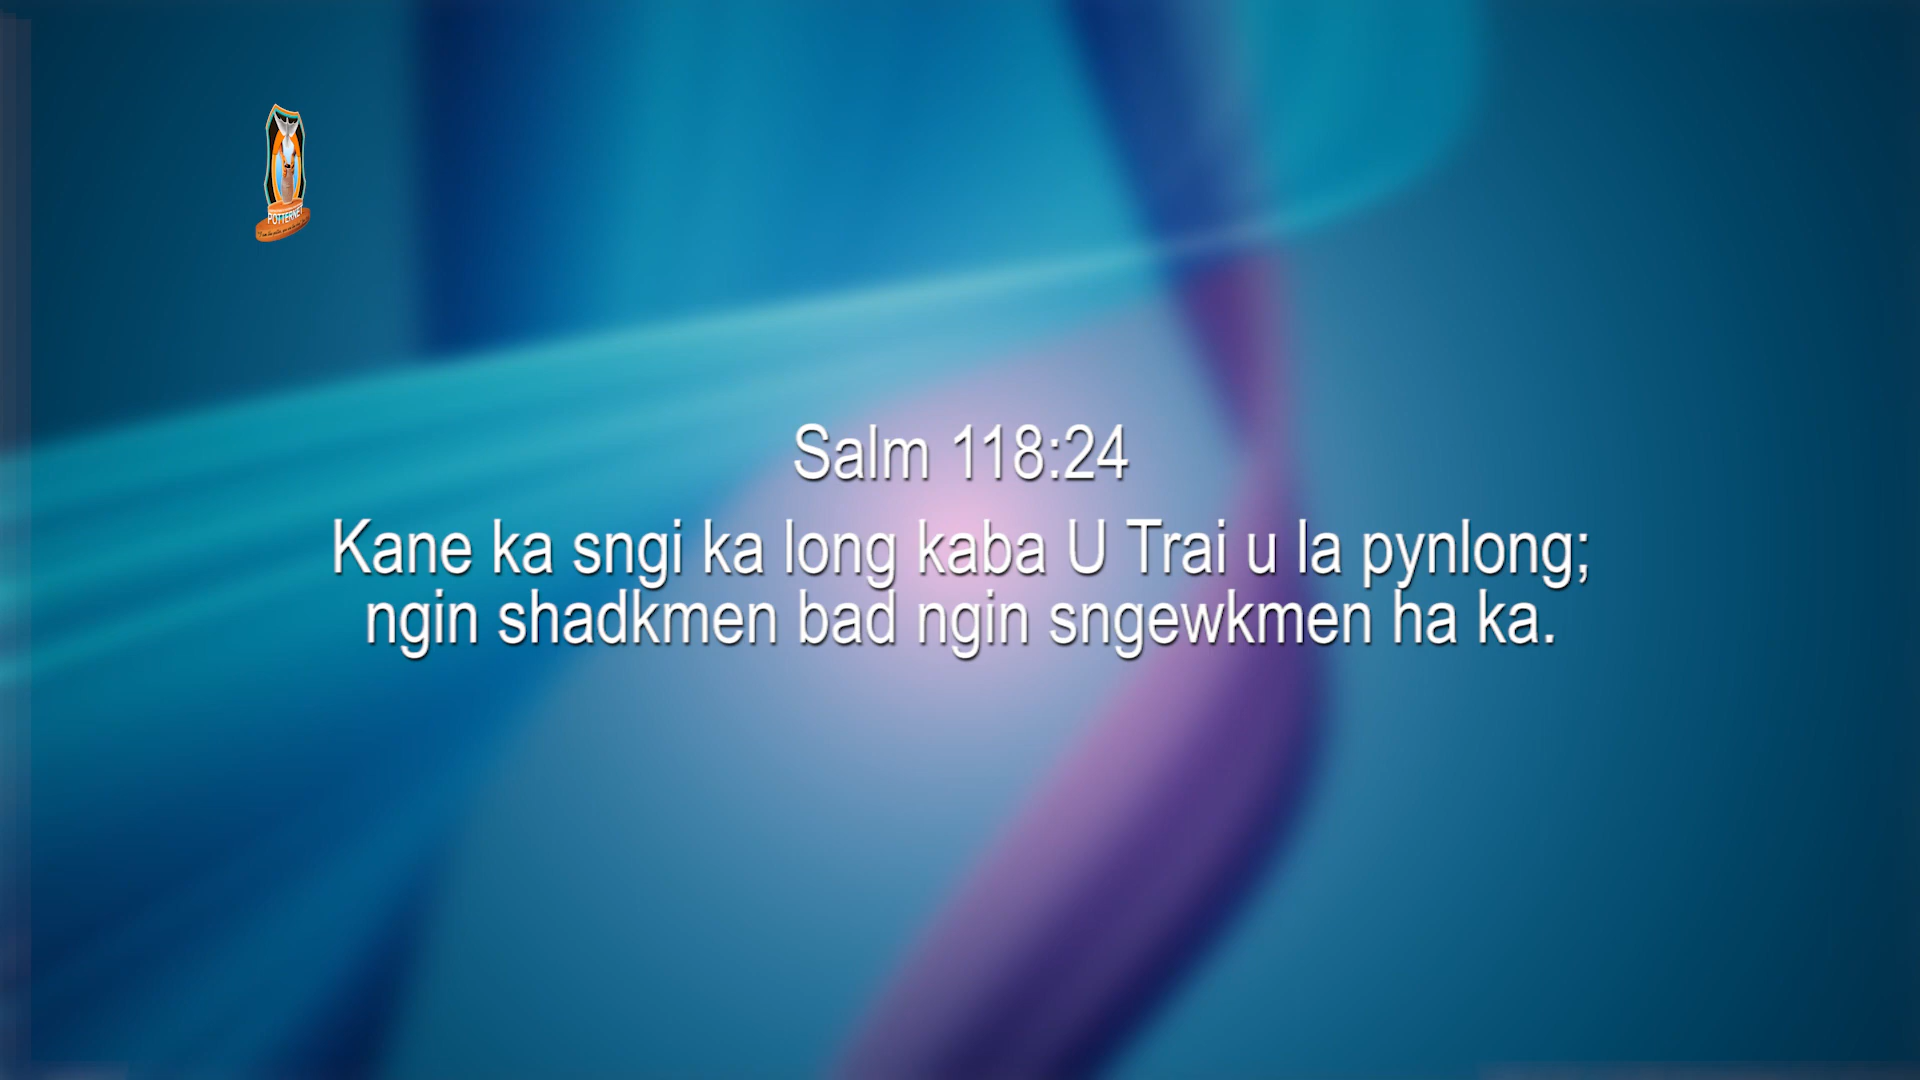 POTTERNET
Salm 118:24
Kane ka sngi ka long kaba U Trai u la pynlong;
ngin shadkmen bad ngin sngewkmen ha ka.